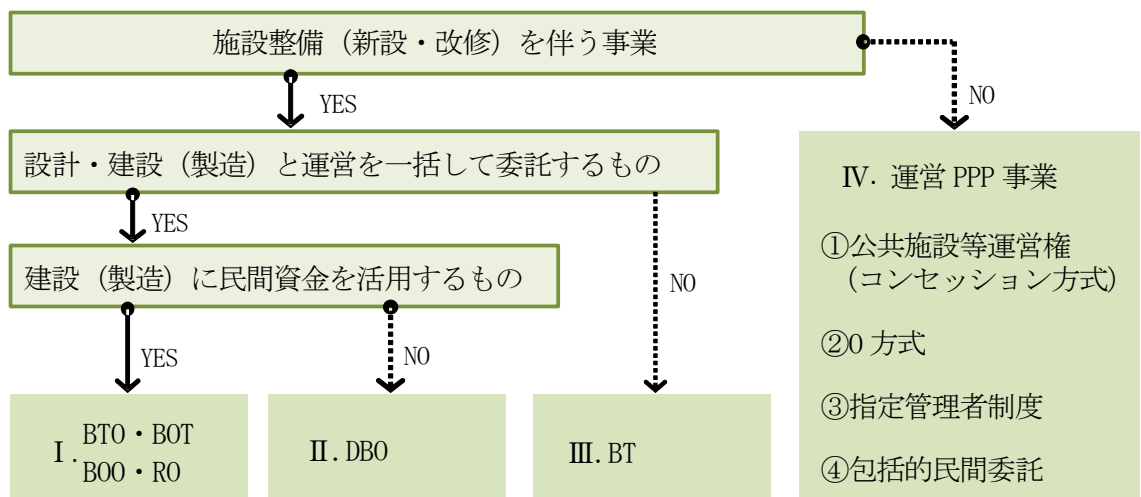 施設整備（新設・改修）を伴う事業
YES
NO
設計・建設（製造）と運営を一括して委託するもの
YES
NO
建設（製造）に民間資金を活用するもの
YES
NO
Ⅰ.
BTO・BOT
BOO・RO
Ⅱ.DBO
Ⅲ.BT
Ⅳ. 運営 PPP 事業
①公共施設等運営権
（コンセッション方式）
②O 方式
③指定管理者制度
④包括的民間委託